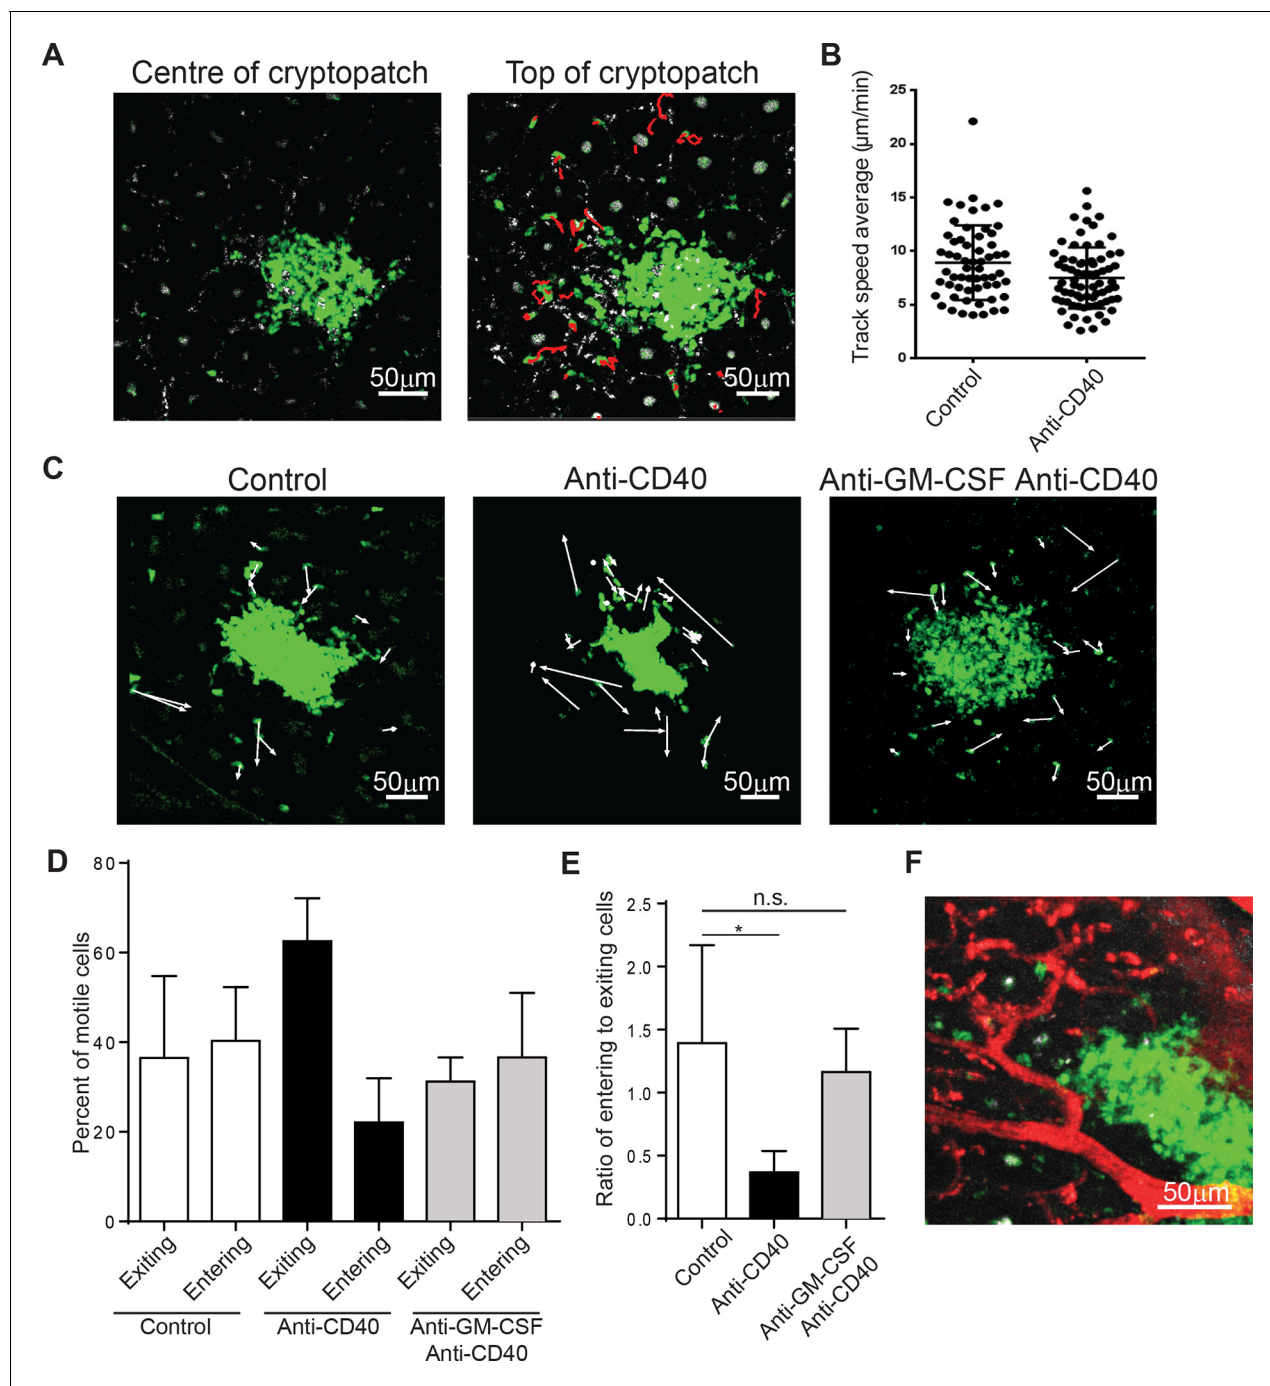 A
Centre of cryptopatch
Top of cryptopatch
50µm
50µm
B
Track speed average (µm/min)
25
20
15
10
5
0
Control
Anti-CD40
C
Control
Anti-CD40
Anti-GM-CSF Anti-CD40
50µm
50µm
50µm
D
Percent of motile cells
80
60
40
20
0
Exiting
Entering
Exiting
Entering
Exiting
Entering
Control
Anti-CD40
Anti-GM-CSF
Anti-CD40
E
Ratio of entering to exiting cells
2.5
2.0
1.5
1.0
0.5
0.0
n.s.
*
Control
Anti-CD40
Anti-GM-CSF
Anti-CD40
F
50µm